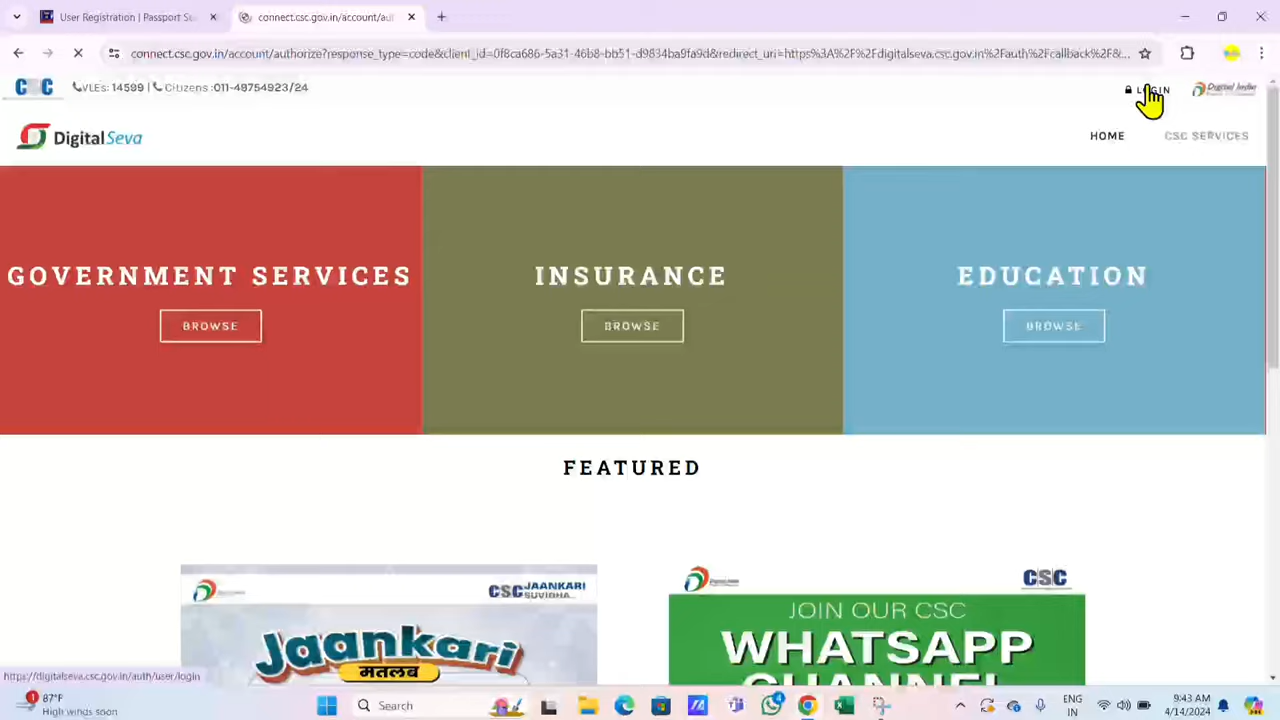 User Registration | Passport Se
connect.csc.gov.in/account/aut
connect.csc.gov.in/account/authorize?response_type=code&client_id=0f8ca686-5a31-46b8-bb51-d9834ba9fa9d&redirect_uri=https%3A%2F%2Fdigitalseva.csc.gov.in%2Fauth%2Fcallback%2F&...
CSC VLEs: 14599 | Citizens :011-49754923/24 LOGIN Digital India
DigitalSeva HOME CSC SERVICES
GOVERNMENT SERVICES
BROWSE
INSURANCE
BROWSE
EDUCATION
BROWSE
FEATURED
CSC JAANKARI SUVIDHA
Jaankari
मतलब
CSC
JOIN OUR CSC
WHATSAPP
CHANNEL
https://digitalseva.csc.gov.in/auth/user/login
1 87°F
High winds soon
Search
4
ENG
IN
9:43 AM
4/14/2024